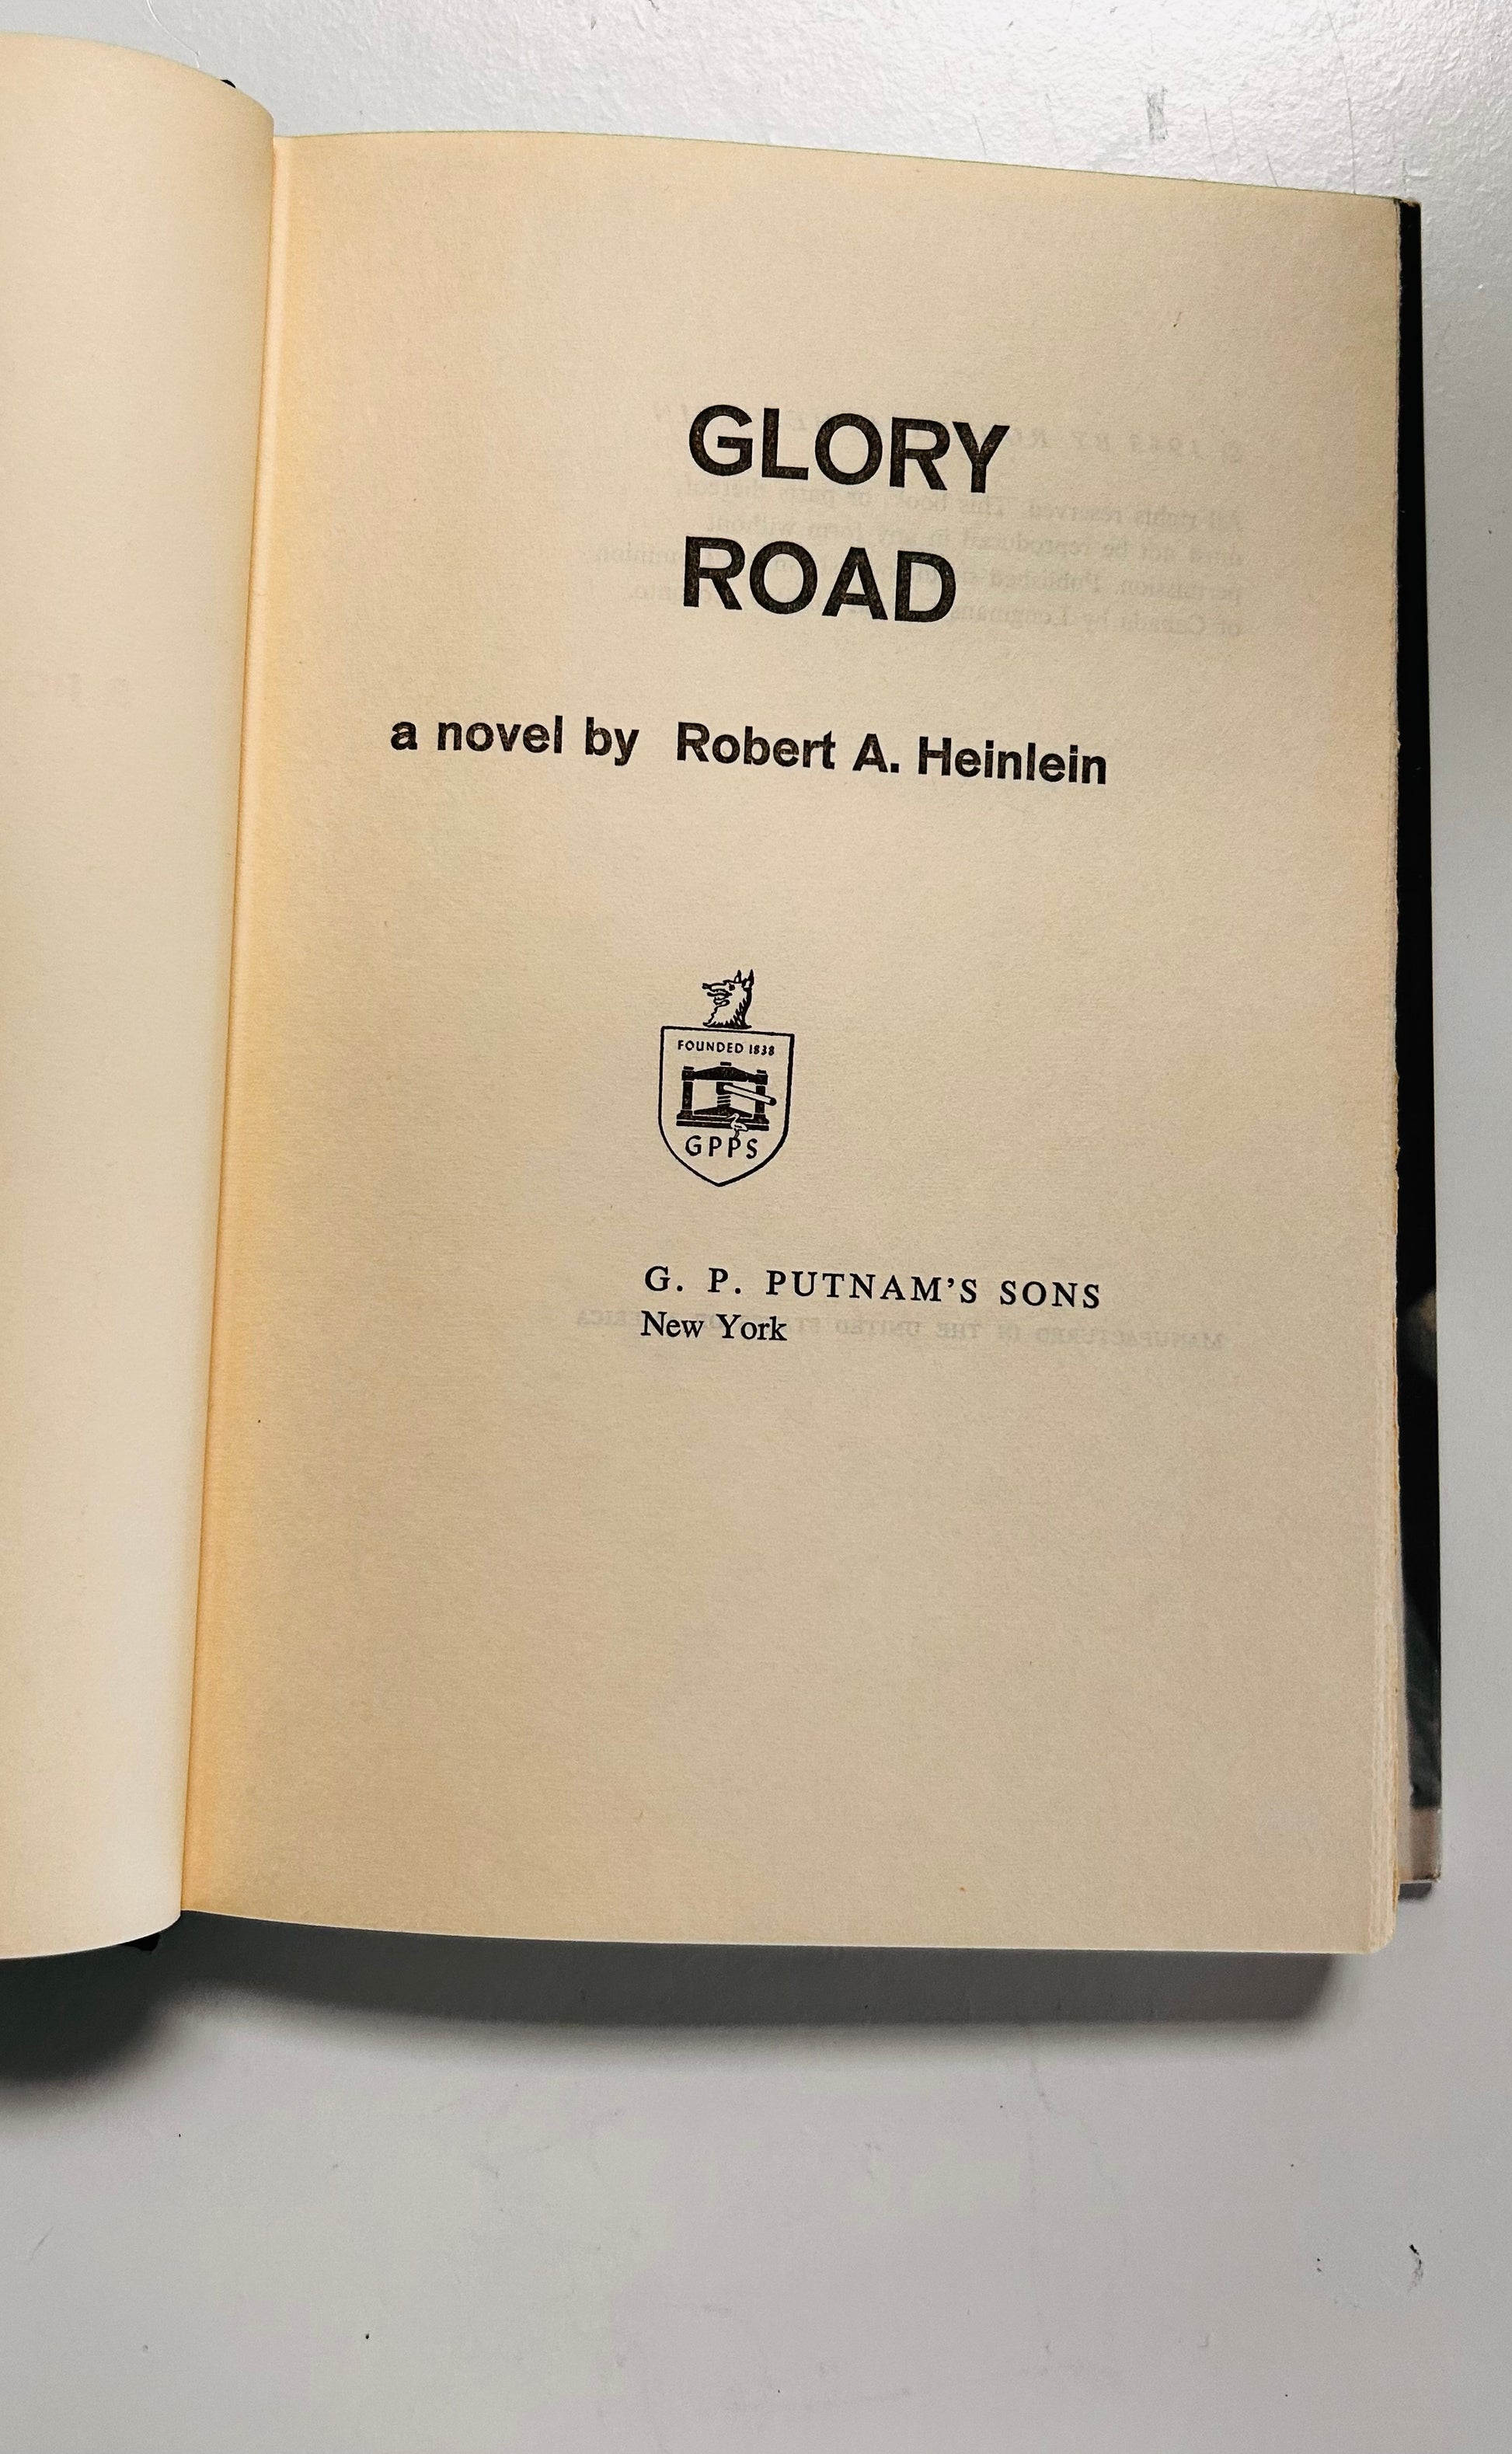 GLORY
ROAD
a novel by Robert A. Heinlein
FOUNDED 1838
GPPS
G. P. PUTNAM'S SONS
New York